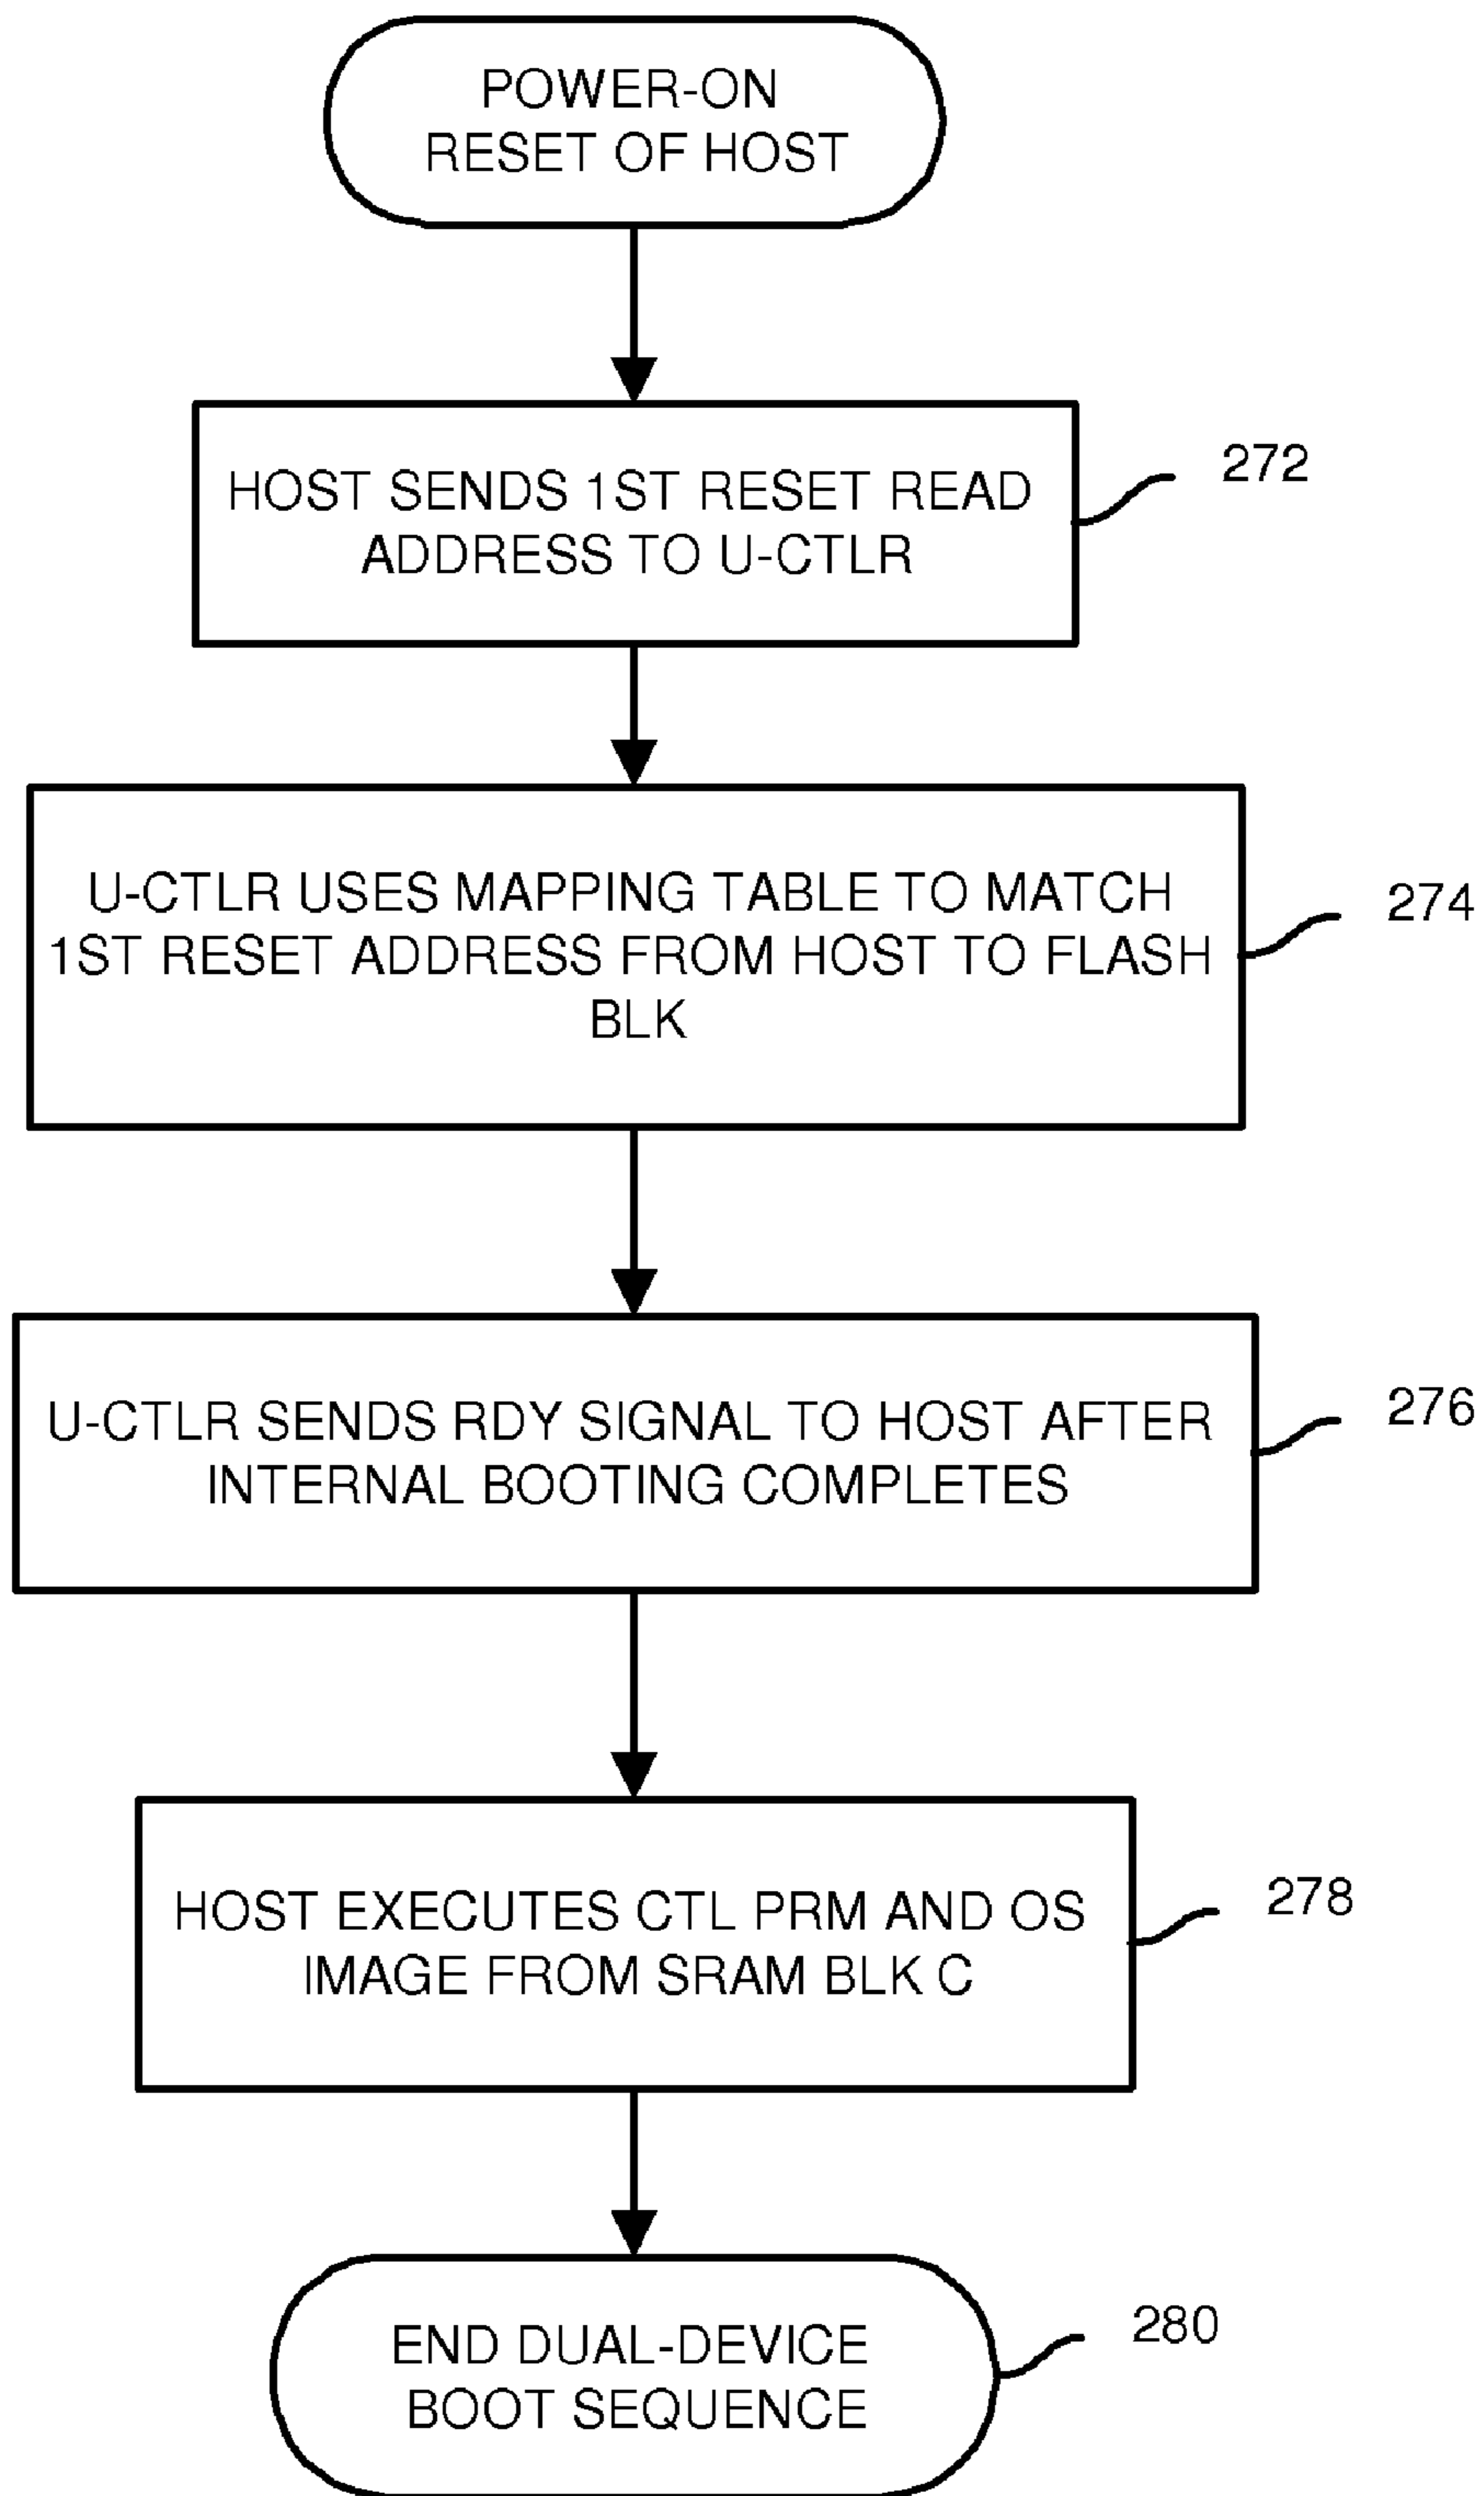 POWER-ON
RESET OF HOST
HOST SENDS 1ST RESET READ
ADDRESS TO U-CTLR
272
U-CTLR USES MAPPING TABLE TO MATCH
1ST RESET ADDRESS FROM HOST TO FLASH
BLK
274
U-CTLR SENDS RDY SIGNAL TO HOST AFTER
INTERNAL BOOTING COMPLETES
276
HOST EXECUTES CTL PRM AND OS
IMAGE FROM SRAM BLK C
278
END DUAL-DEVICE
BOOT SEQUENCE
280